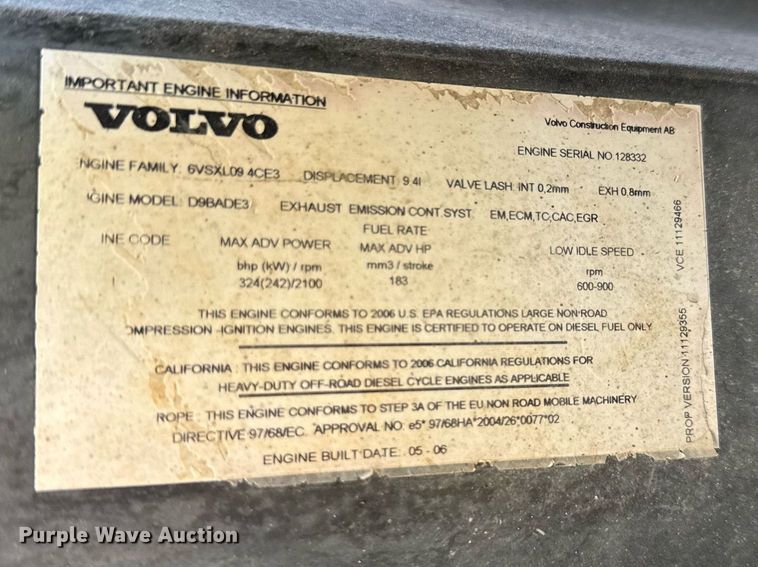 IMPORTANT ENGINE INFORMATION
VOLVO
Volvo Construction Equipment AB
ENGINE SERIAL NO 128332
NGINE FAMILY: 6VSXL09 4CE3 DISPLACEMENT 9 4l VALVE LASH: INT 0,2mm EXH 0.8mm
GINE MODEL: D9BADE3 EXHAUST EMISSION CONT.SYST. EM,ECM,TC,CAC,EGR
INE CODE MAX ADV POWER FUEL RATE MAX ADV HP LOW IDLE SPEED
bhp (kW) / rpm mm3 / stroke rpm
324(242)/2100 183 600-900
THIS ENGINE CONFORMS TO 2006 U.S. EPA REGULATIONS LARGE NON-ROAD
OMPRESSION -IGNITION ENGINES. THIS ENGINE IS CERTIFIED TO OPERATE ON DIESEL FUEL ONLY
CALIFORNIA : THIS ENGINE CONFORMS TO 2006 CALIFORNIA REGULATIONS FOR
HEAVY-DUTY OFF-ROAD DIESEL CYCLE ENGINES AS APPLICABLE
ROPE : THIS ENGINE CONFORMS TO STEP 3A OF THE EU NON ROAD MOBILE MACHINERY
DIRECTIVE 97/68/EC. APPROVAL NO: e5* 97/68HA*2004/26*0077*02
ENGINE BUILT DATE: 05 - 06
PROP VERSION 11129355 VCE 11129466
Purple Wave Auction